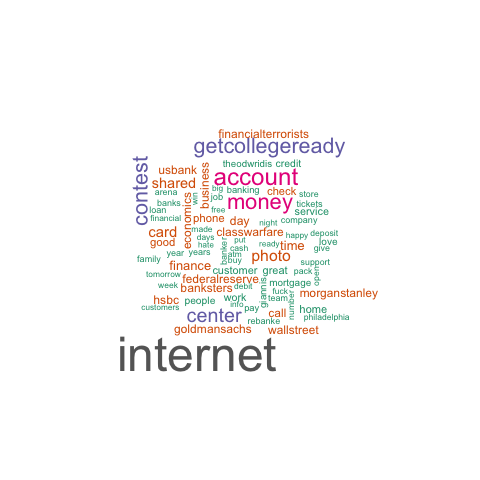 financialterrorists
getcollegeready
theodwridis credit
usbank
contest
shared
business
account
big banking check
arena
job
store
banks
win
economics
money
tickets
loan
free
service
financial
phone day
night company
card
made
classwarfare
happy deposit
good
days
hate
banker
put
cash
ready time
love
give
year years
atm
buy
photo
family
finance
customer great
pack
open
support
tomorrow
federalreserve
mortgage
week
banksters debt
giannis
fuck
number
morganstanley
hsbc people work
info
team
customers
center
pay
call
home
rebanke
philadelphia
goldmansachs
wallstreet
internet